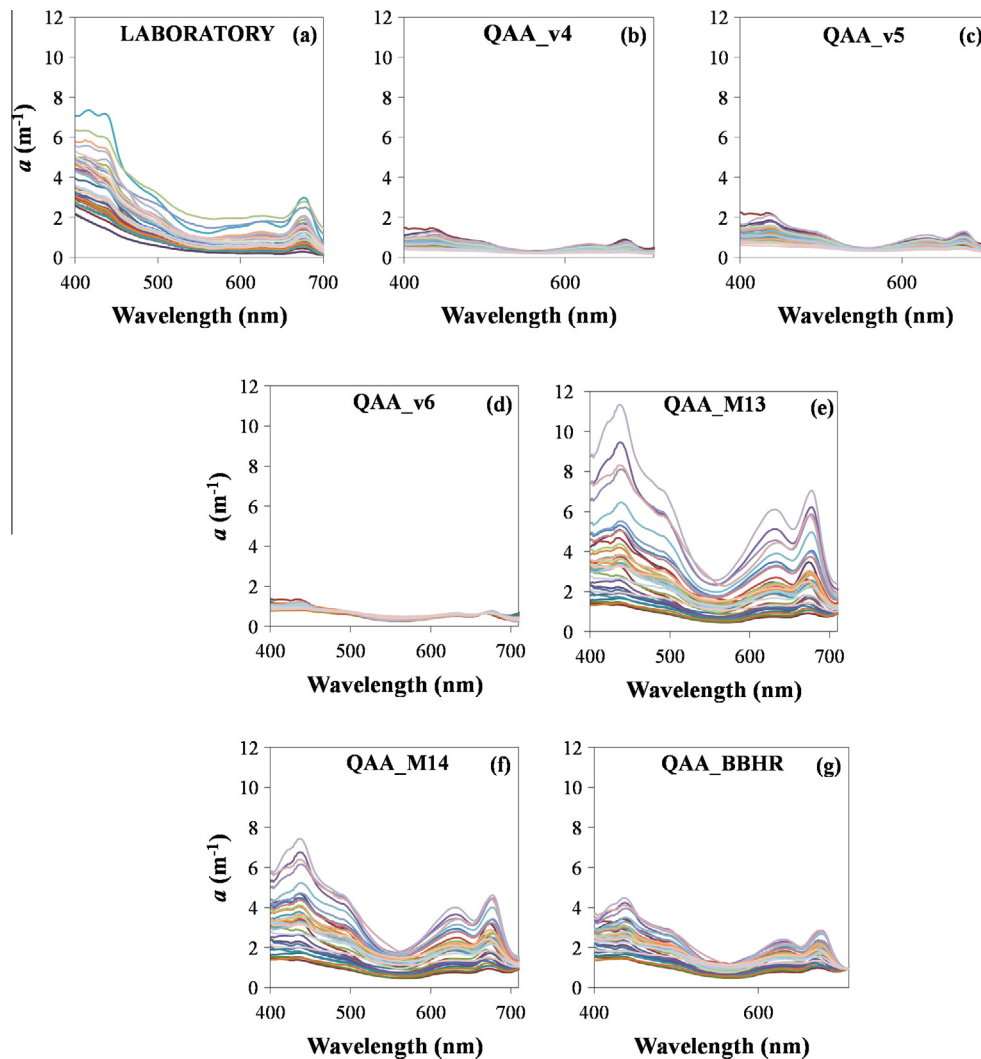 LABORATORY (a)
12
10
8
6
4
2
0
a (m⁻¹)
400 500 600 700
Wavelength (nm)
QAA_v4 (b)
12
10
8
6
4
2
0
400 600
Wavelength (nm)
QAA_v5 (c)
12
10
8
6
4
2
0
400 600
Wavelength (nm)
QAA_v6 (d)
12
10
8
6
4
2
0
a (m⁻¹)
400 500 600 700
Wavelength (nm)
QAA_M13 (e)
12
10
8
6
4
2
0
400 500 600 700
Wavelength (nm)
QAA_M14 (f)
12
10
8
6
4
2
0
a (m⁻¹)
400 500 600 700
Wavelength (nm)
QAA_BBHR (g)
12
10
8
6
4
2
0
400 600
Wavelength (nm)